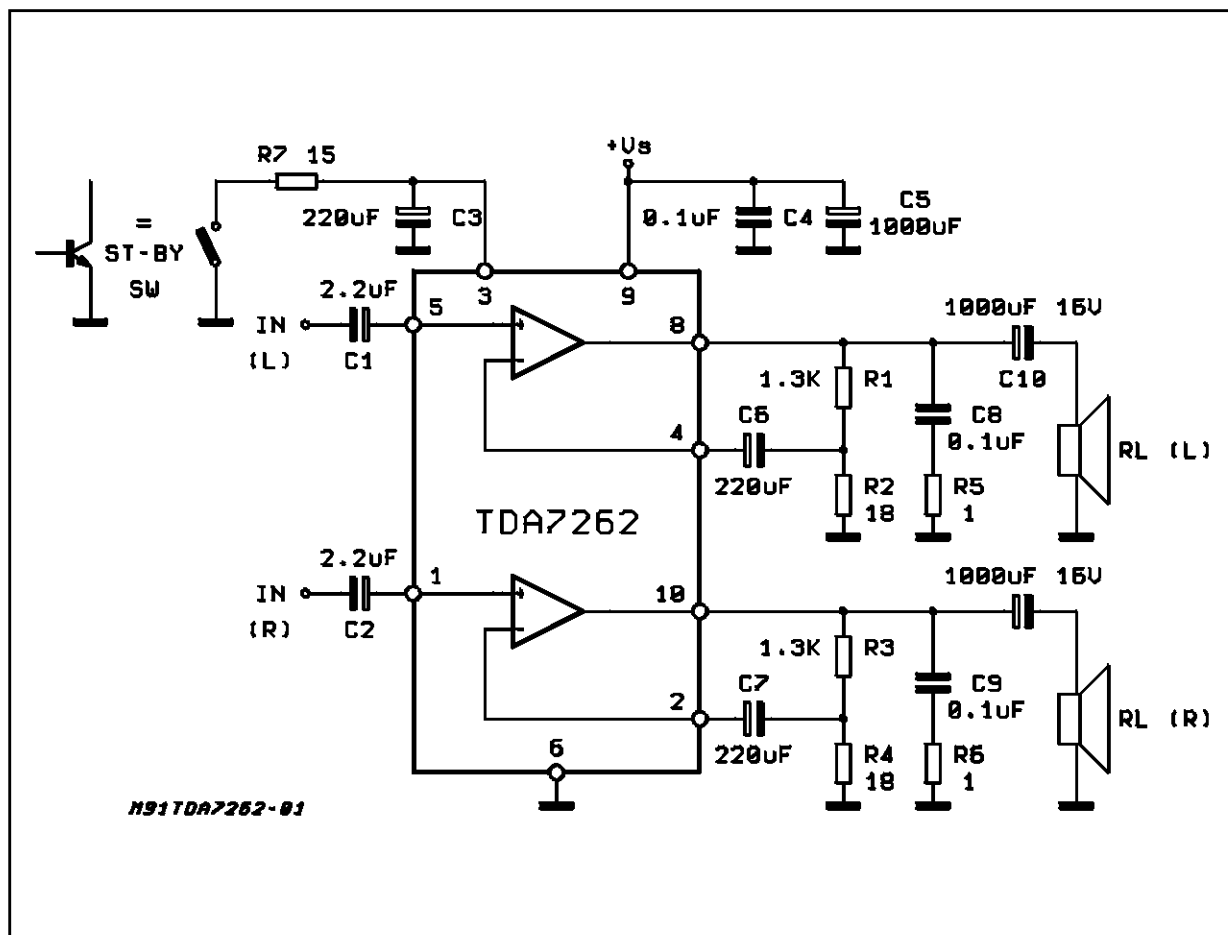 +Vs
R7 15
220uF
C3
0.1uF
C4
C5
1000uF
=
ST-BY
SW
3
9
2.2uF
5
IN
(L)
C1
8
1000uF 16V
C10
1.3K
R1
C6
C8
0.1uF
4
220uF
R2
18
R5
1
RL (L)
TDA7262
2.2uF
1
IN
(R)
C2
10
1000uF 16V
1.3K
R3
C7
C9
0.1uF
2
220uF
R4
18
R6
1
RL (R)
6
M91TDA7262-01